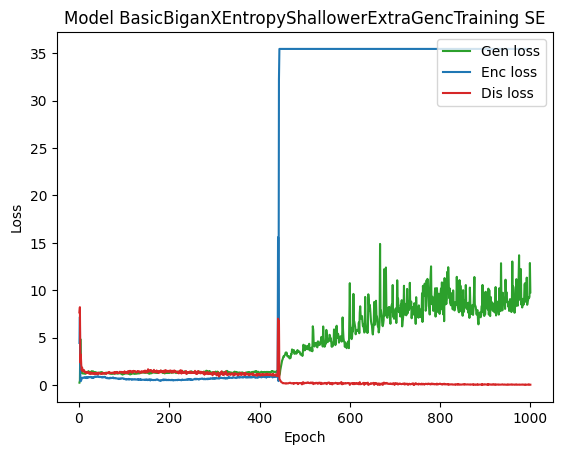 Model BasicBiganXEntropyShallowerExtraGencTraining SE
Gen loss
Enc loss
Dis loss
Loss
35
30
25
20
15
10
5
0
0 200 400 600 800 1000
Epoch